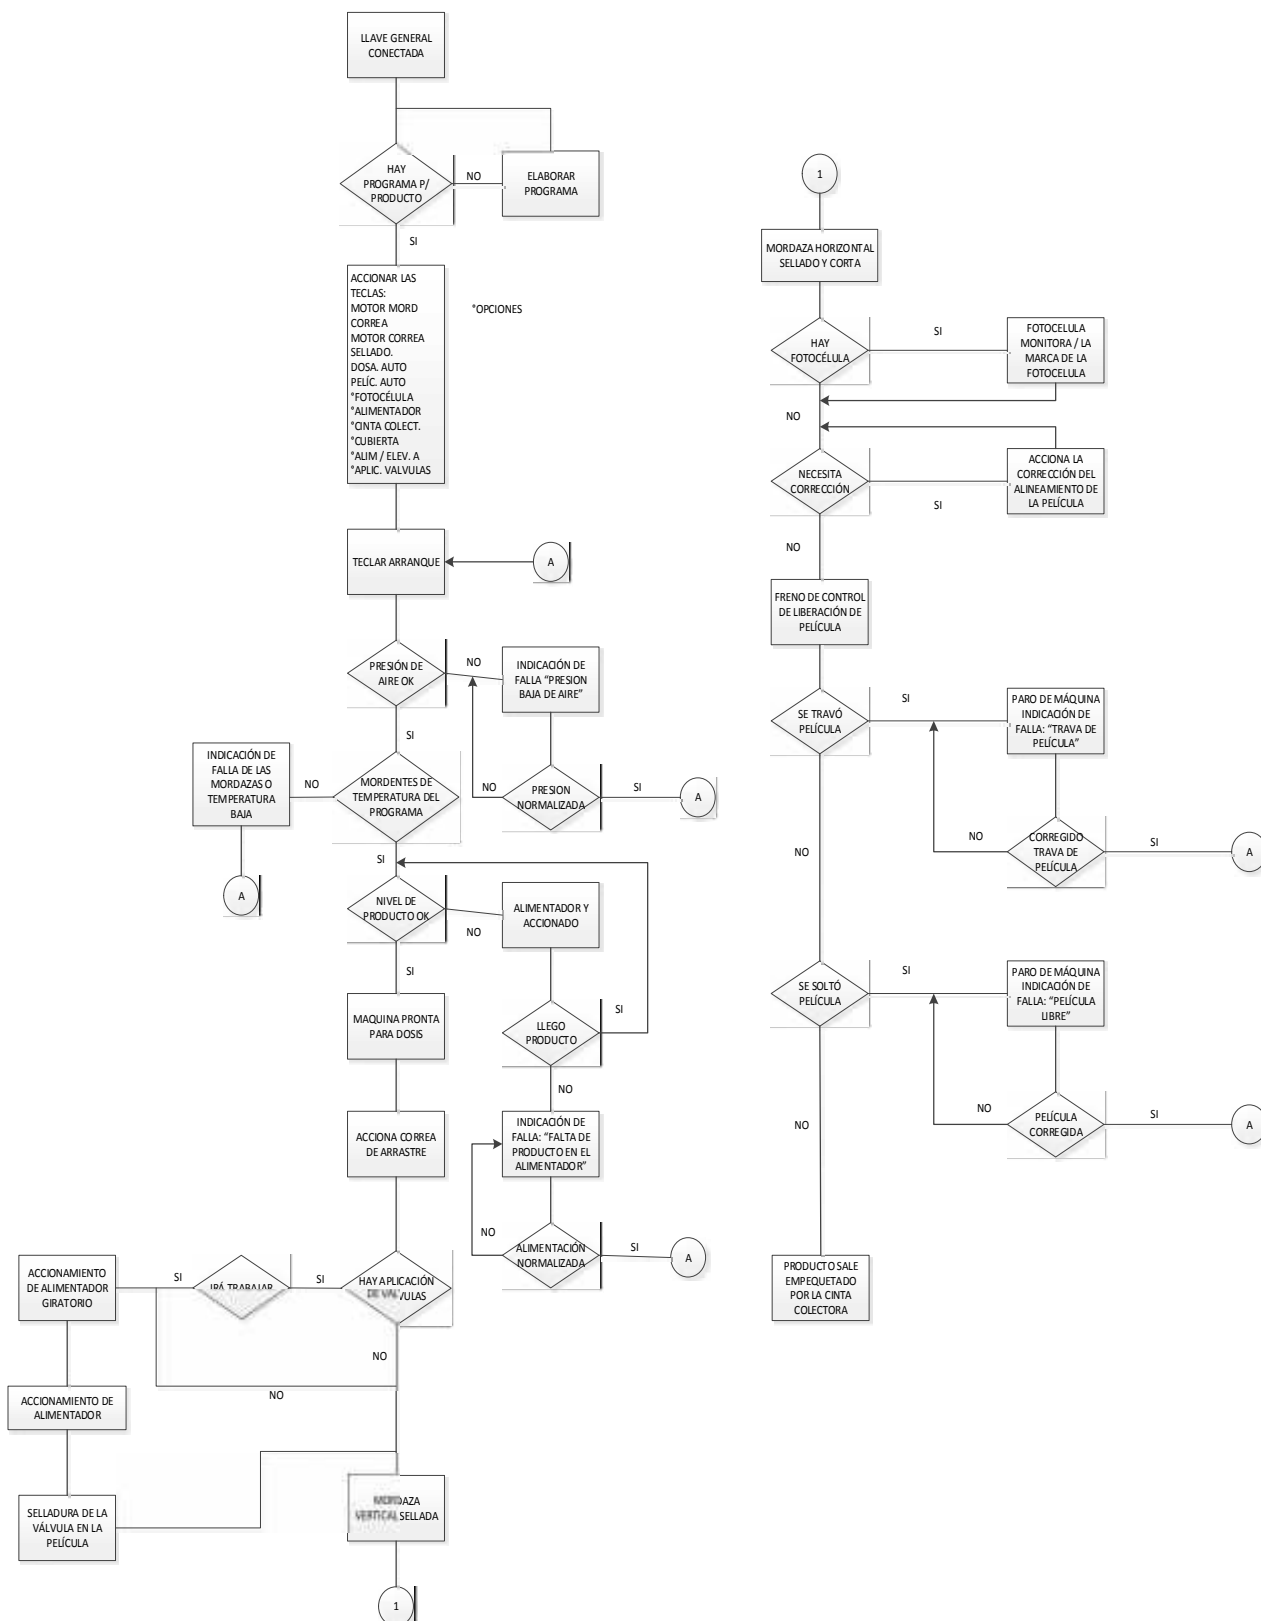 LLAVE GENERAL
CONECTADA
HAY
PROGRAMA P/
PRODUCTO
NO
ELABORAR
PROGRAMA
SI
ACCIONAR LAS
TECLAS:
MOTOR MORD
CORREA
MOTOR CORREA
SELLADO.
DOSA. AUTO
PELÍC. AUTO
°FOTOCÉLULA
°ALIMENTADOR
°CINTA COLECT.
°CUBIERTA
°ALIM / ELEV. A
°APLIC. VALVULAS
°OPCIONES
TECLAR ARRANQUE
A
PRESIÓN DE
AIRE OK
NO
INDICACIÓN DE
FALLA “PRESION
BAJA DE AIRE”
SI
PRESION
NORMALIZADA
NO
SI
A
MORDENTES DE
TEMPERATURA DEL
PROGRAMA
NO
INDICACIÓN DE
FALLA DE LAS
MORDAZAS O
TEMPERATURA
BAJA
A
SI
NIVEL DE
PRODUCTO OK
NO
ALIMENTADOR Y
ACCIONADO
SI
LLEGO
PRODUCTO
SI
NO
MAQUINA PRONTA
PARA DOSIS
ACCIONA CORREA
DE ARRASTRE
INDICACIÓN DE
FALLA: “FALTA DE
PRODUCTO EN EL
ALIMENTADOR”
NO
ALIMENTACIÓN
NORMALIZADA
SI
A
HAY APLICACIÓN
DE VALVULAS
SI
IRÁ TRABAJAR
SI
ACCIONAMIENTO
DE ALIMENTADOR
GIRATORIO
NO
NO
ACCIONAMIENTO DE
ALIMENTADOR
SELLADURA DE LA
VÁLVULA EN LA
PELÍCULA
MORDAZA
VERTICAL SELLADA
1
1
MORDAZA HORIZONTAL
SELLADO Y CORTA
HAY
FOTOCÉLULA
SI
FOTOCELULA
MONITORA / LA
MARCA DE LA
FOTOCELULA
NO
NECESITA
CORRECCIÓN
SI
ACCIONA LA
CORRECCIÓN DEL
ALINEAMIENTO DE
LA PELÍCULA
NO
FRENO DE CONTROL
DE LIBERACIÓN DE
PELÍCULA
SE TRAVÓ
PELÍCULA
SI
PARO DE MÁQUINA
INDICACIÓN DE
FALLA: “TRAVA DE
PELÍCULA”
NO
CORREGIDO
TRAVA DE
PELÍCULA
SI
A
NO
SE SOLTÓ
PELÍCULA
SI
PARO DE MÁQUINA
INDICACIÓN DE
FALLA: “PELÍCULA
LIBRE”
NO
PELÍCULA
CORREGIDA
SI
A
NO
PRODUCTO SALE
EMPEQUETADO
POR LA CINTA
COLECTORA